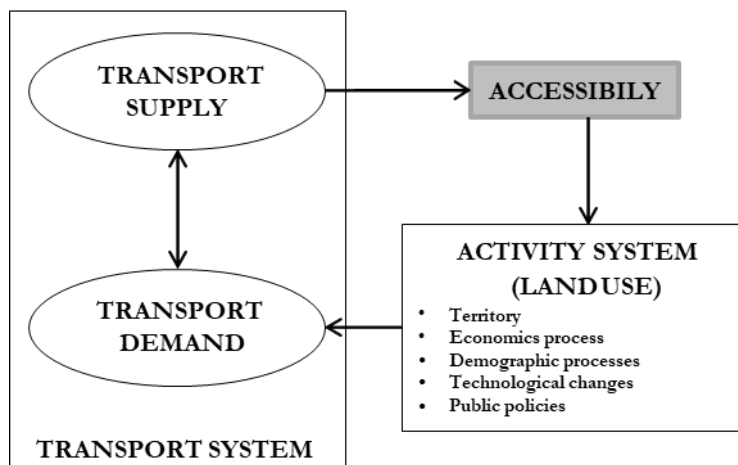 TRANSPORT
SUPPLY
ACCESSIBILY
TRANSPORT
DEMAND
ACTIVITY SYSTEM
(LAND USE)
• Territory
• Economics process
• Demographic processes
• Technological changes
• Public policies
TRANSPORT SYSTEM